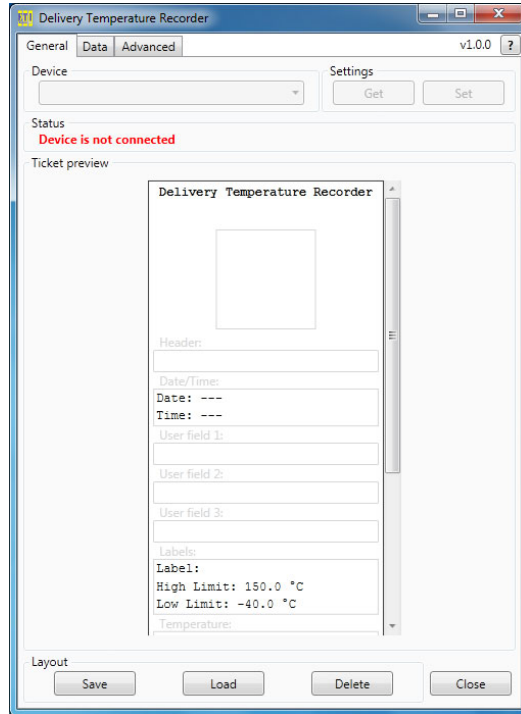 RTI Delivery Temperature Recorder
General Data Advanced v1.0.0 ?
Device
Settings
Get Set
Status
Device is not connected
Ticket preview
Delivery Temperature Recorder
Header:
Date/Time:
Date: ---
Time: ---
User field 1:
User field 2:
User field 3:
Labels:
Label:
High Limit: 150.0 °C
Low Limit: -40.0 °C
Temperature:
Layout
Save Load Delete Close